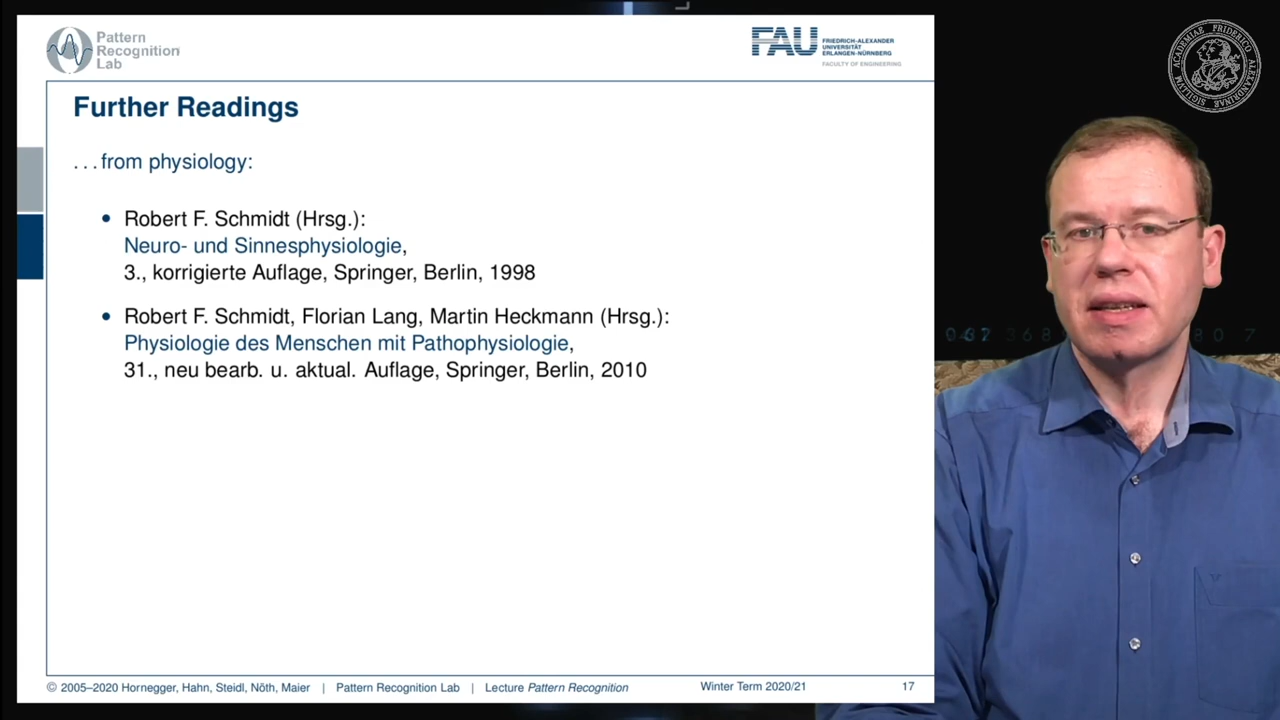 Pattern
Recognition
Lab
FAU
FRIEDRICH-ALEXANDER
UNIVERSITÄT
ERLANGEN-NÜRNBERG
FACULTY OF ENGINEERING
Further Readings
...from physiology:
• Robert F. Schmidt (Hrsg.):
Neuro- und Sinnesphysiologie,
3., korrigierte Auflage, Springer, Berlin, 1998
• Robert F. Schmidt, Florian Lang, Martin Heckmann (Hrsg.):
Physiologie des Menschen mit Pathophysiologie,
31., neu bearb. u. aktual. Auflage, Springer, Berlin, 2010
© 2005–2020 Hornegger, Hahn, Steidl, Nöth, Maier | Pattern Recognition Lab | Lecture Pattern Recognition Winter Term 2020/21 17